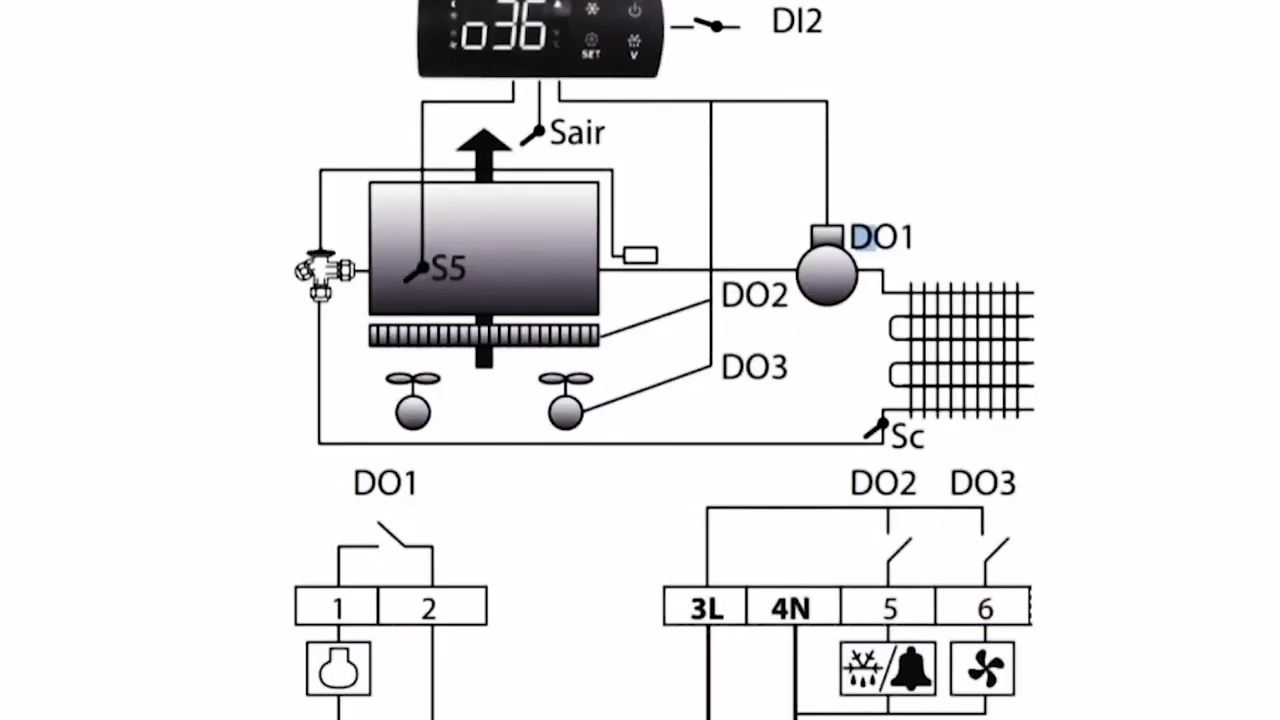 o36
DI2
SET
V
Sair
DO1
S5
DO2
DO3
Sc
DO1
DO2 DO3
1 2
3L 4N 5 6